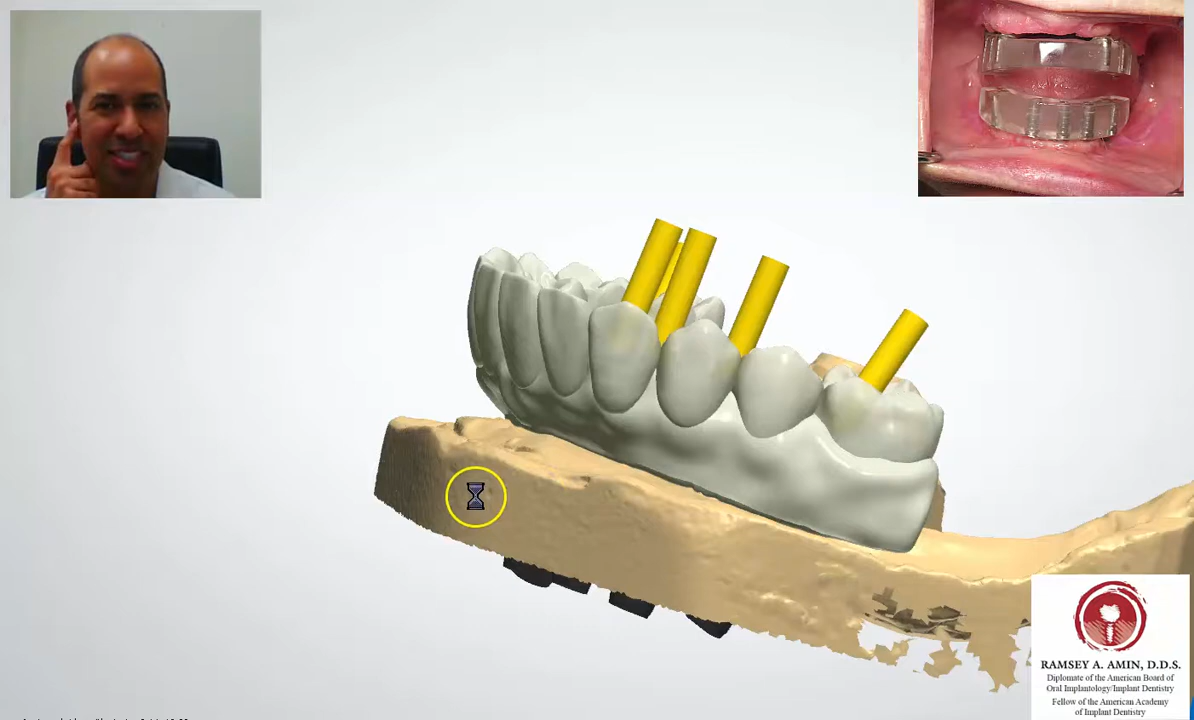 RAMSEY A. AMIN, D.D.S.
Diplomate of the American Board of
Oral Implantology/Implant Dentistry
Fellow of the American Academy
of Implant Dentistry